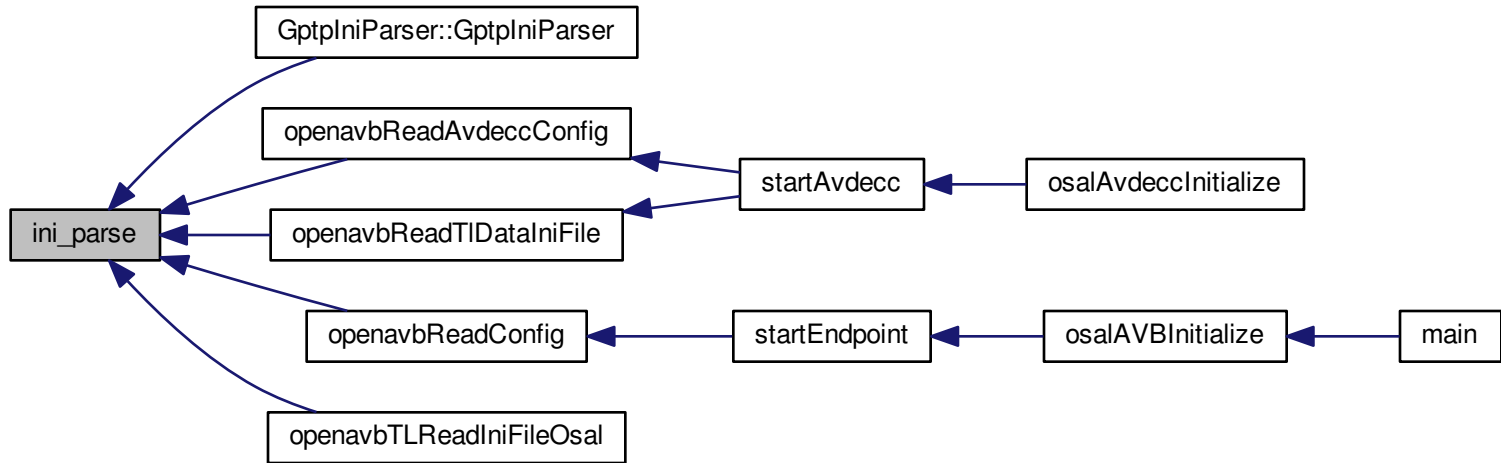 GptpIniParser::GptpIniParser
openavbReadAvdeccConfig
startAvdecc
osalAvdeccInitialize
ini_parse
openavbReadTlDataIniFile
openavbReadConfig
startEndpoint
osalAVBInitialize
main
openavbTLReadIniFileOsal